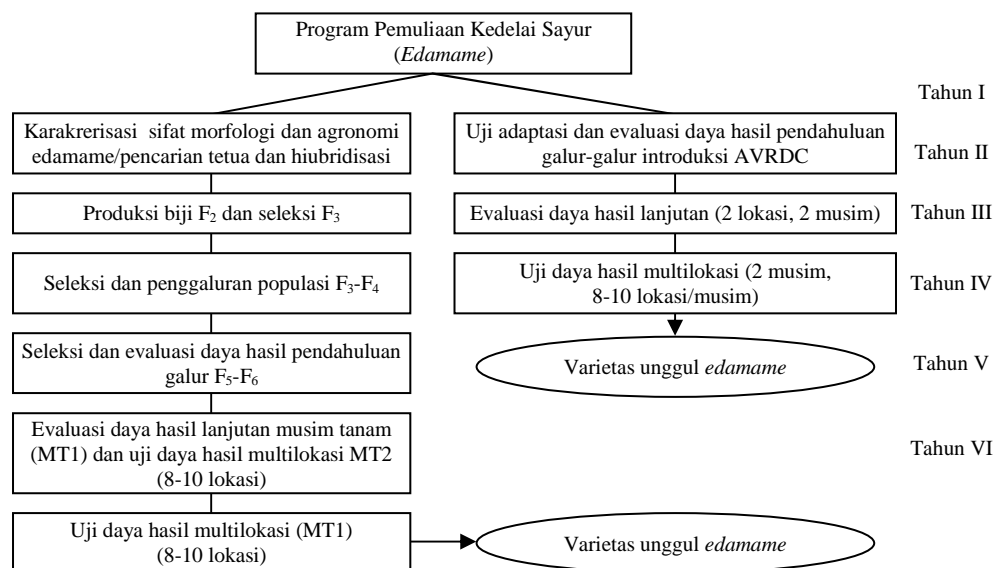 Program Pemuliaan Kedelai Sayur
(Edamame)
Tahun I
Karakrerisasi sifat morfologi dan agronomi
edamame/pencarian tetua dan hiubridisasi
Uji adaptasi dan evaluasi daya hasil pendahuluan
galur-galur introduksi AVRDC
Tahun II
Produksi biji F₂ dan seleksi F₃
Evaluasi daya hasil lanjutan (2 lokasi, 2 musim)
Tahun III
Seleksi dan penggaluran populasi F₃-F₄
Uji daya hasil multilokasi (2 musim,
8-10 lokasi/musim)
Tahun IV
Seleksi dan evaluasi daya hasil pendahuluan
galur F₅-F₆
Varietas unggul edamame
Tahun V
Evaluasi daya hasil lanjutan musim tanam
(MT1) dan uji daya hasil multilokasi MT2
(8-10 lokasi)
Tahun VI
Uji daya hasil multilokasi (MT1)
(8-10 lokasi)
Varietas unggul edamame